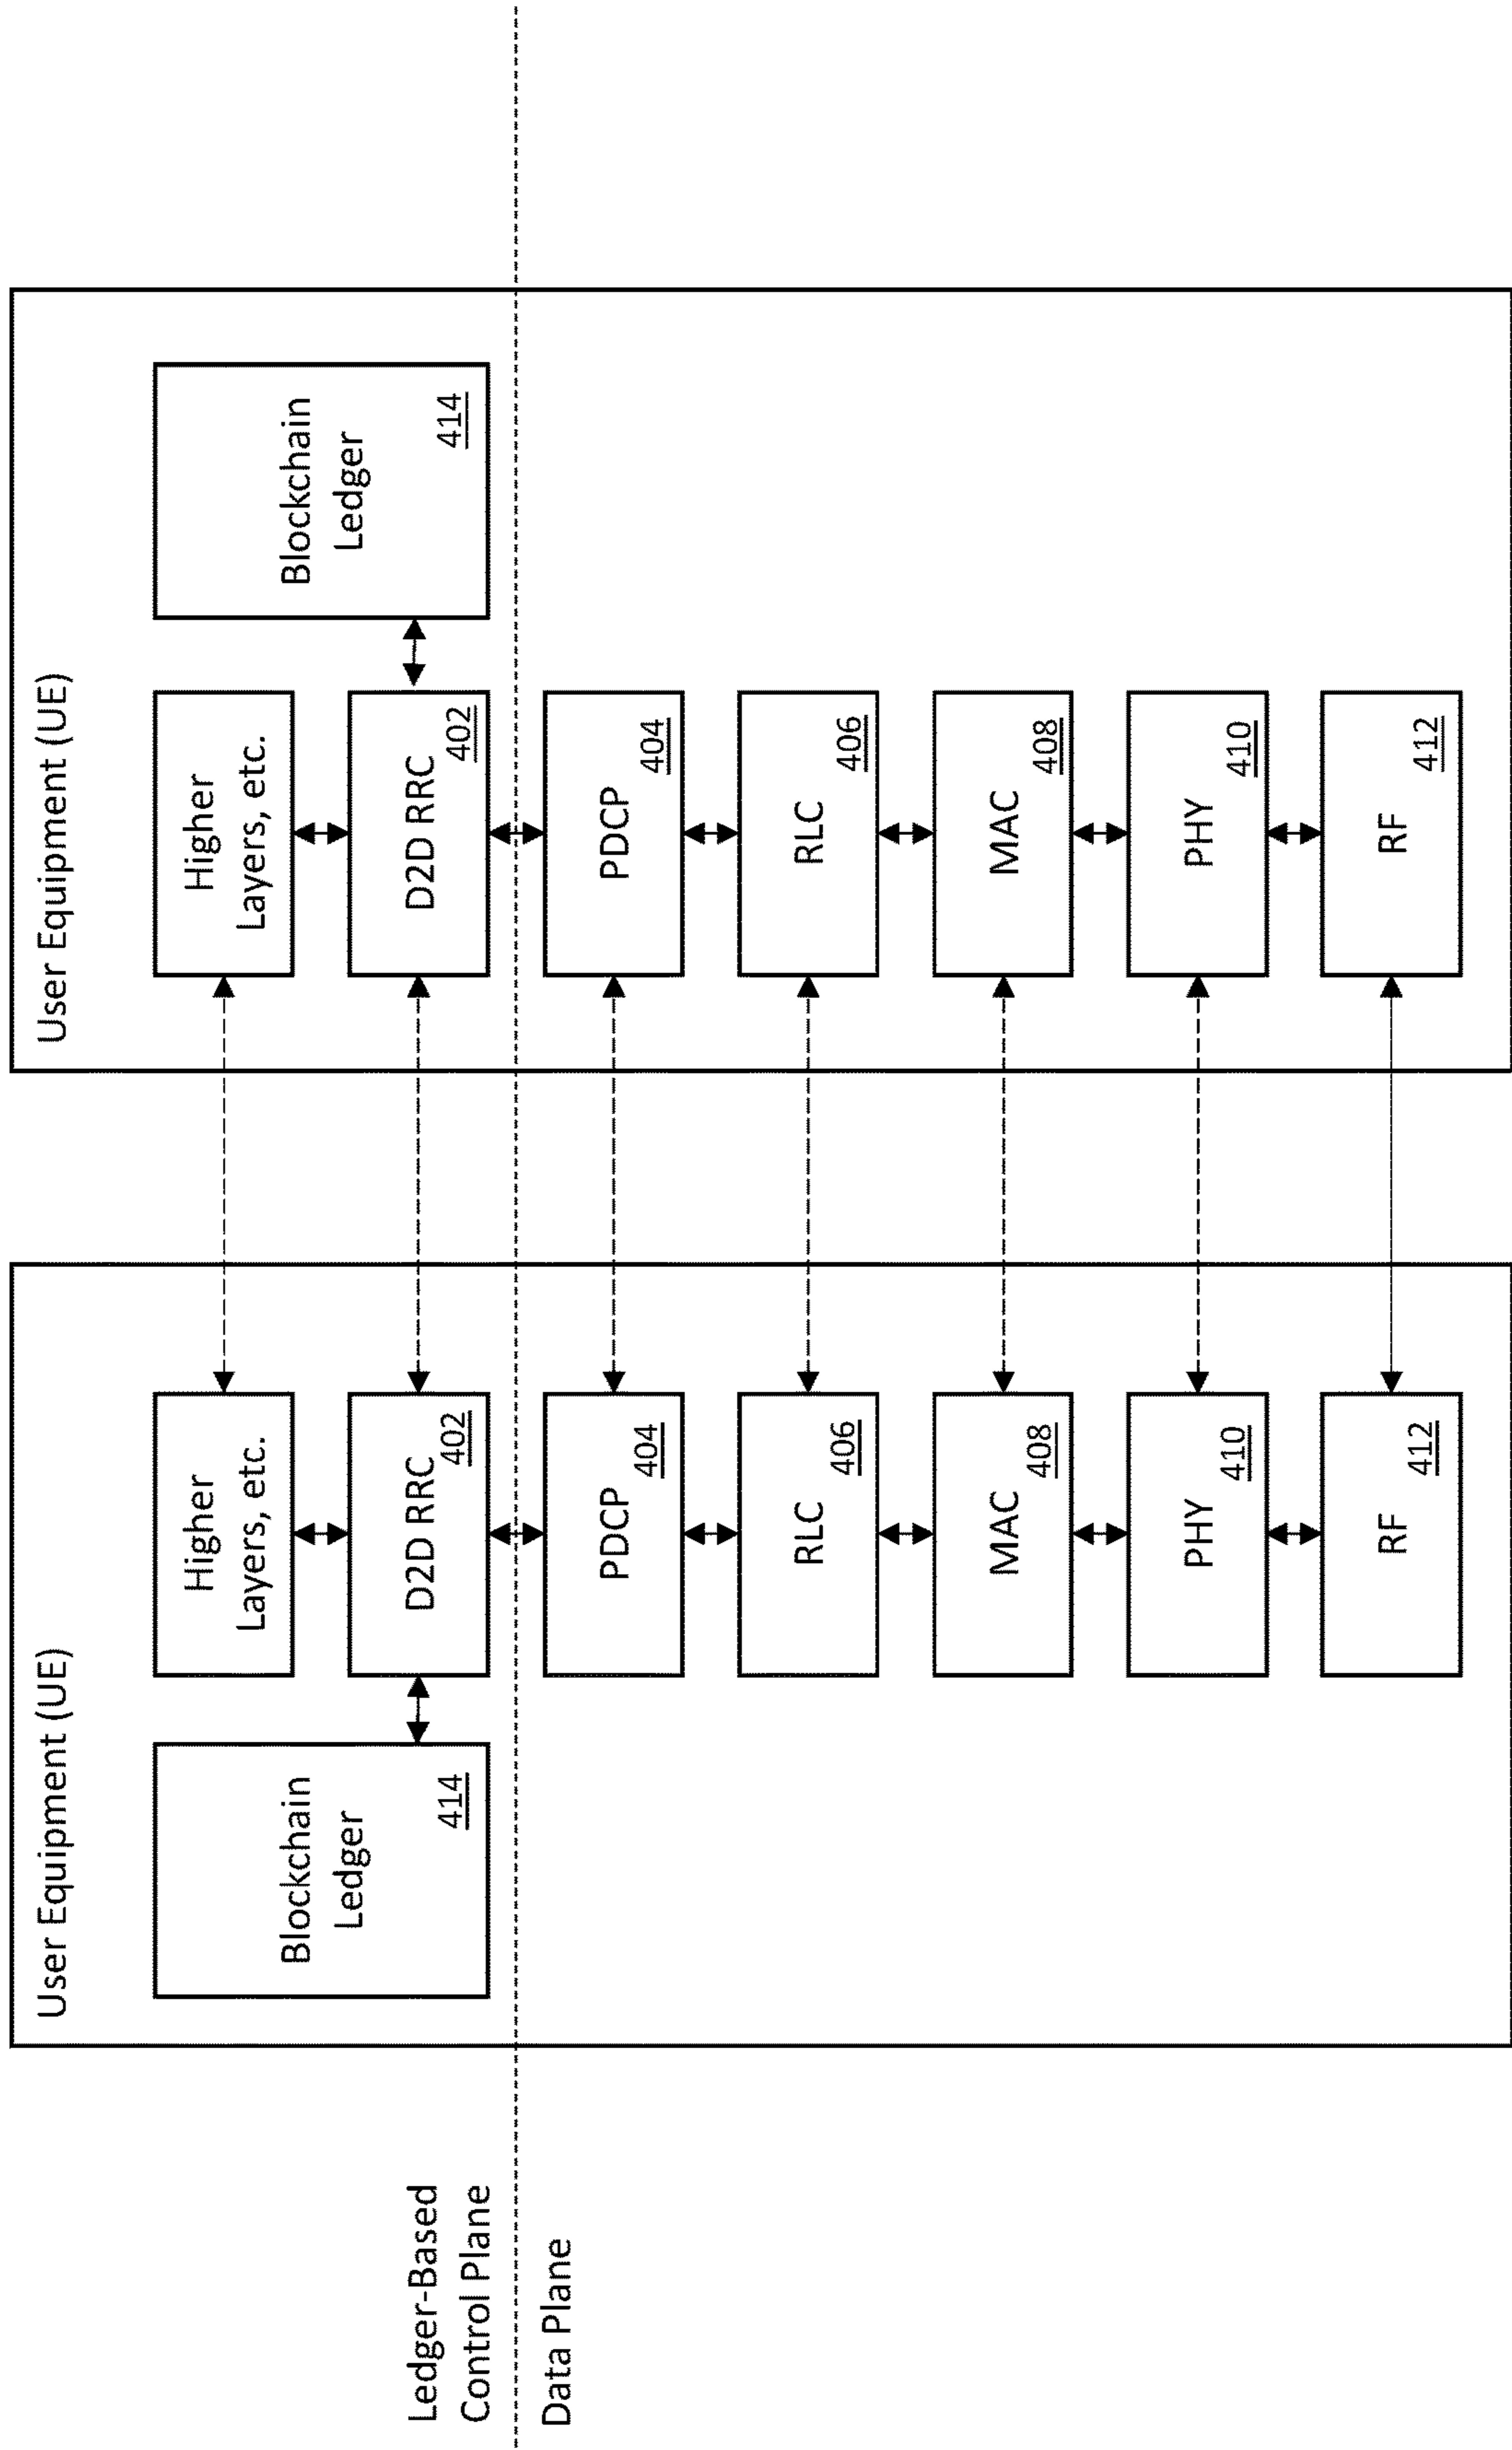 User Equipment (UE)
Blockchain
Ledger
414
Higher
Layers, etc.
D2D RRC
402
PDCP
404
RLC
406
MAC
408
PHY
410
RF
412
User Equipment (UE)
Higher
Layers, etc.
D2D RRC
402
Blockchain
Ledger
414
PDCP
404
RLC
406
MAC
408
PHY
410
RF
412
Ledger-Based
Control Plane
Data Plane